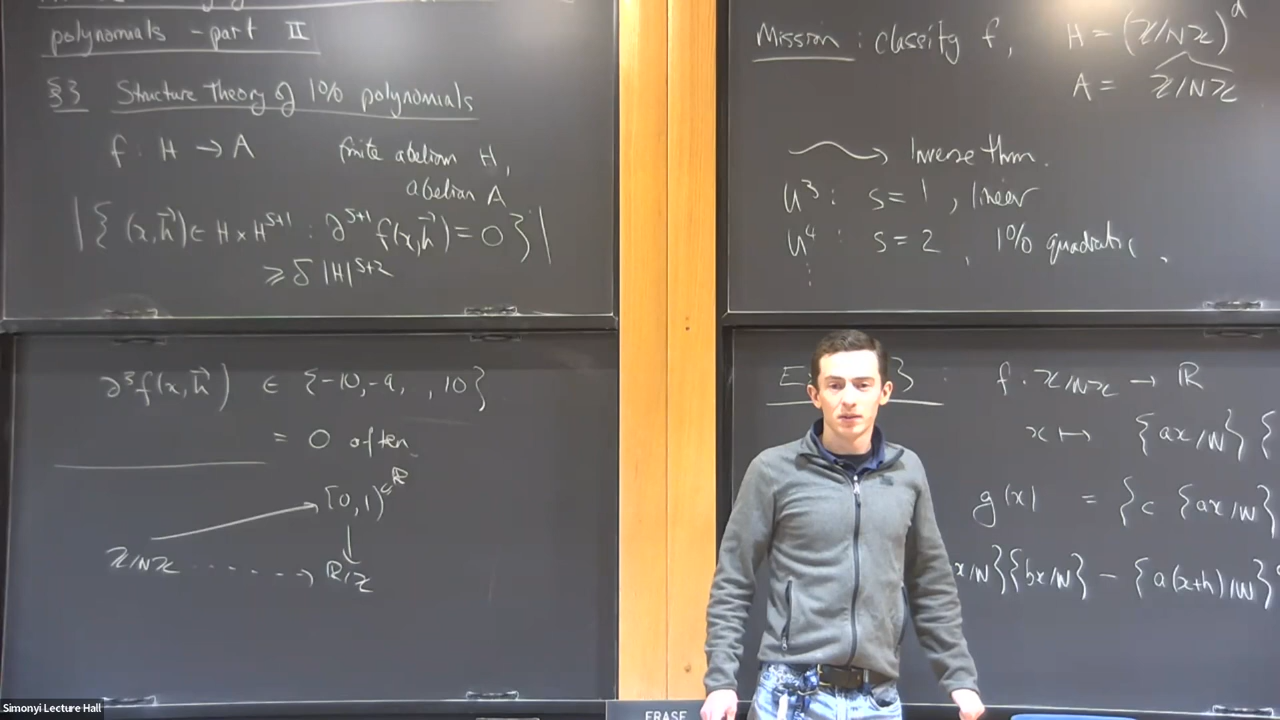 polynomials - part II
§3 Structure Theory of 1% polynomials
f : H → A finite abelian H,
abelian A
|{(x,h⃗) ∈ H × H^{s+1} : ∂^{s+1} f(x,h⃗) = 0}|
≥ δ |H|^{s+2}
∂³f(x,h⃗) ∈ {-10,-9, , 10}
= 0 often
[0,1) ⊂ ℝ
ℤ/Nℤ
ℝ/ℤ
Mission : classify f, H = (ℤ/Nℤ)^d
A = ℤ/Nℤ
Inverse thm.
U³ : s = 1, linear
U⁴ : s = 2, 1% quadratic.
⋮
E 3 : f : ℤ/Nℤ → ℝ
x ↦ {ax/N} {
g(x) = {c {ax/N}
x/N}{bx/N} - {a(x+h)/N}
ERASE
Simonyi Lecture Hall